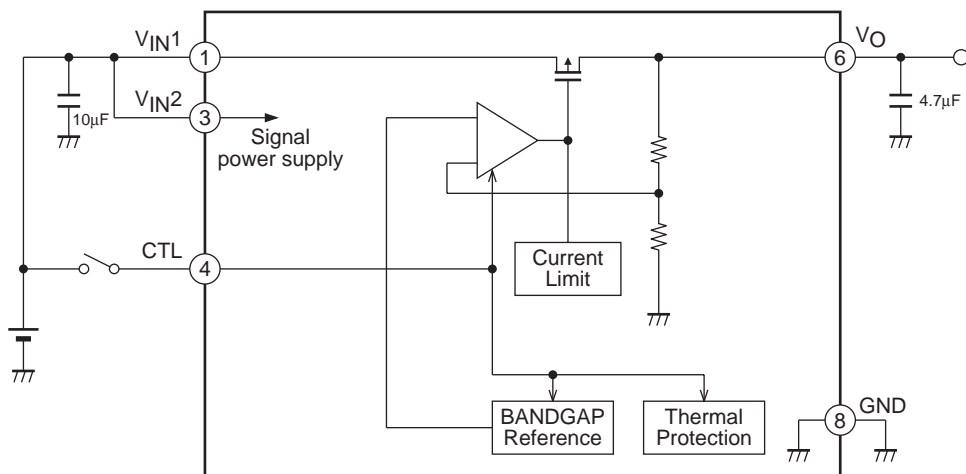 VIN1
1
VO
6
10μF
VIN2
3
Signal
power supply
4.7μF
CTL
4
Current
Limit
BANDGAP
Reference
Thermal
Protection
GND
8